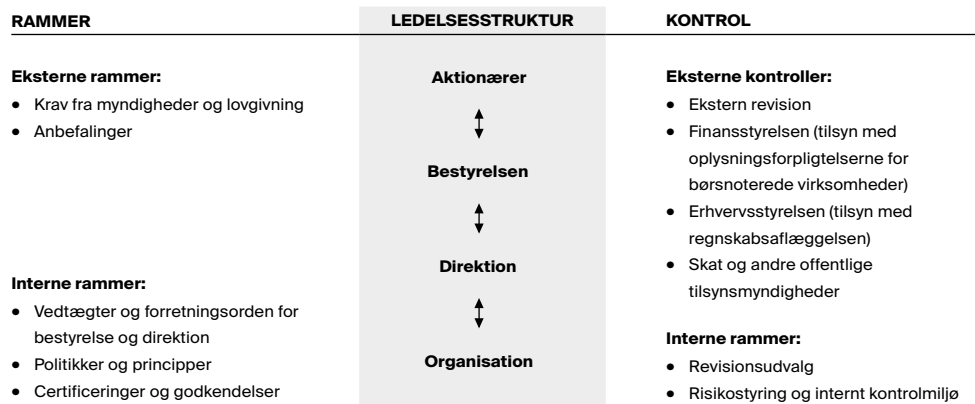 RAMMER
Eksterne rammer:
• Krav fra myndigheder og lovgivning
• Anbefalinger
Interne rammer:
• Vedtægter og forretningsorden for
bestyrelse og direktion
• Politikker og principper
• Certificeringer og godkendelser
LEDELSESSTRUKTUR
Aktionærer
Bestyrelsen
Direktion
Organisation
KONTROL
Eksterne kontroller:
• Ekstern revision
• Finansstyrelsen (tilsyn med
oplysningsforpligtelserne for
børsnoterede virksomheder)
• Erhvervsstyrelsen (tilsyn med
regnskabsaflæggelsen)
• Skat og andre offentlige
tilsynsmyndigheder
Interne rammer:
• Revisionsudvalg
• Risikostyring og internt kontrolmiljø